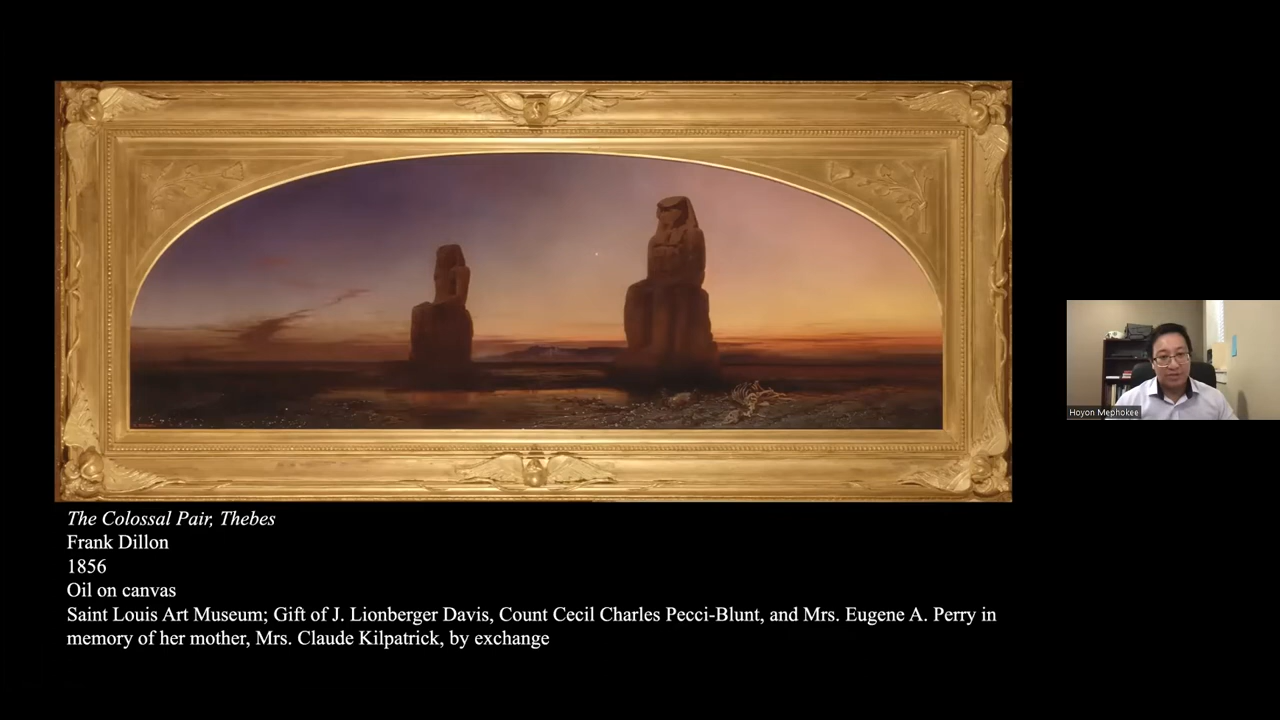 The Colossal Pair, Thebes
Frank Dillon
1856
Oil on canvas
Saint Louis Art Museum; Gift of J. Lionberger Davis, Count Cecil Charles Pecci-Blunt, and Mrs. Eugene A. Perry in
memory of her mother, Mrs. Claude Kilpatrick, by exchange
Hoyon Mephokee